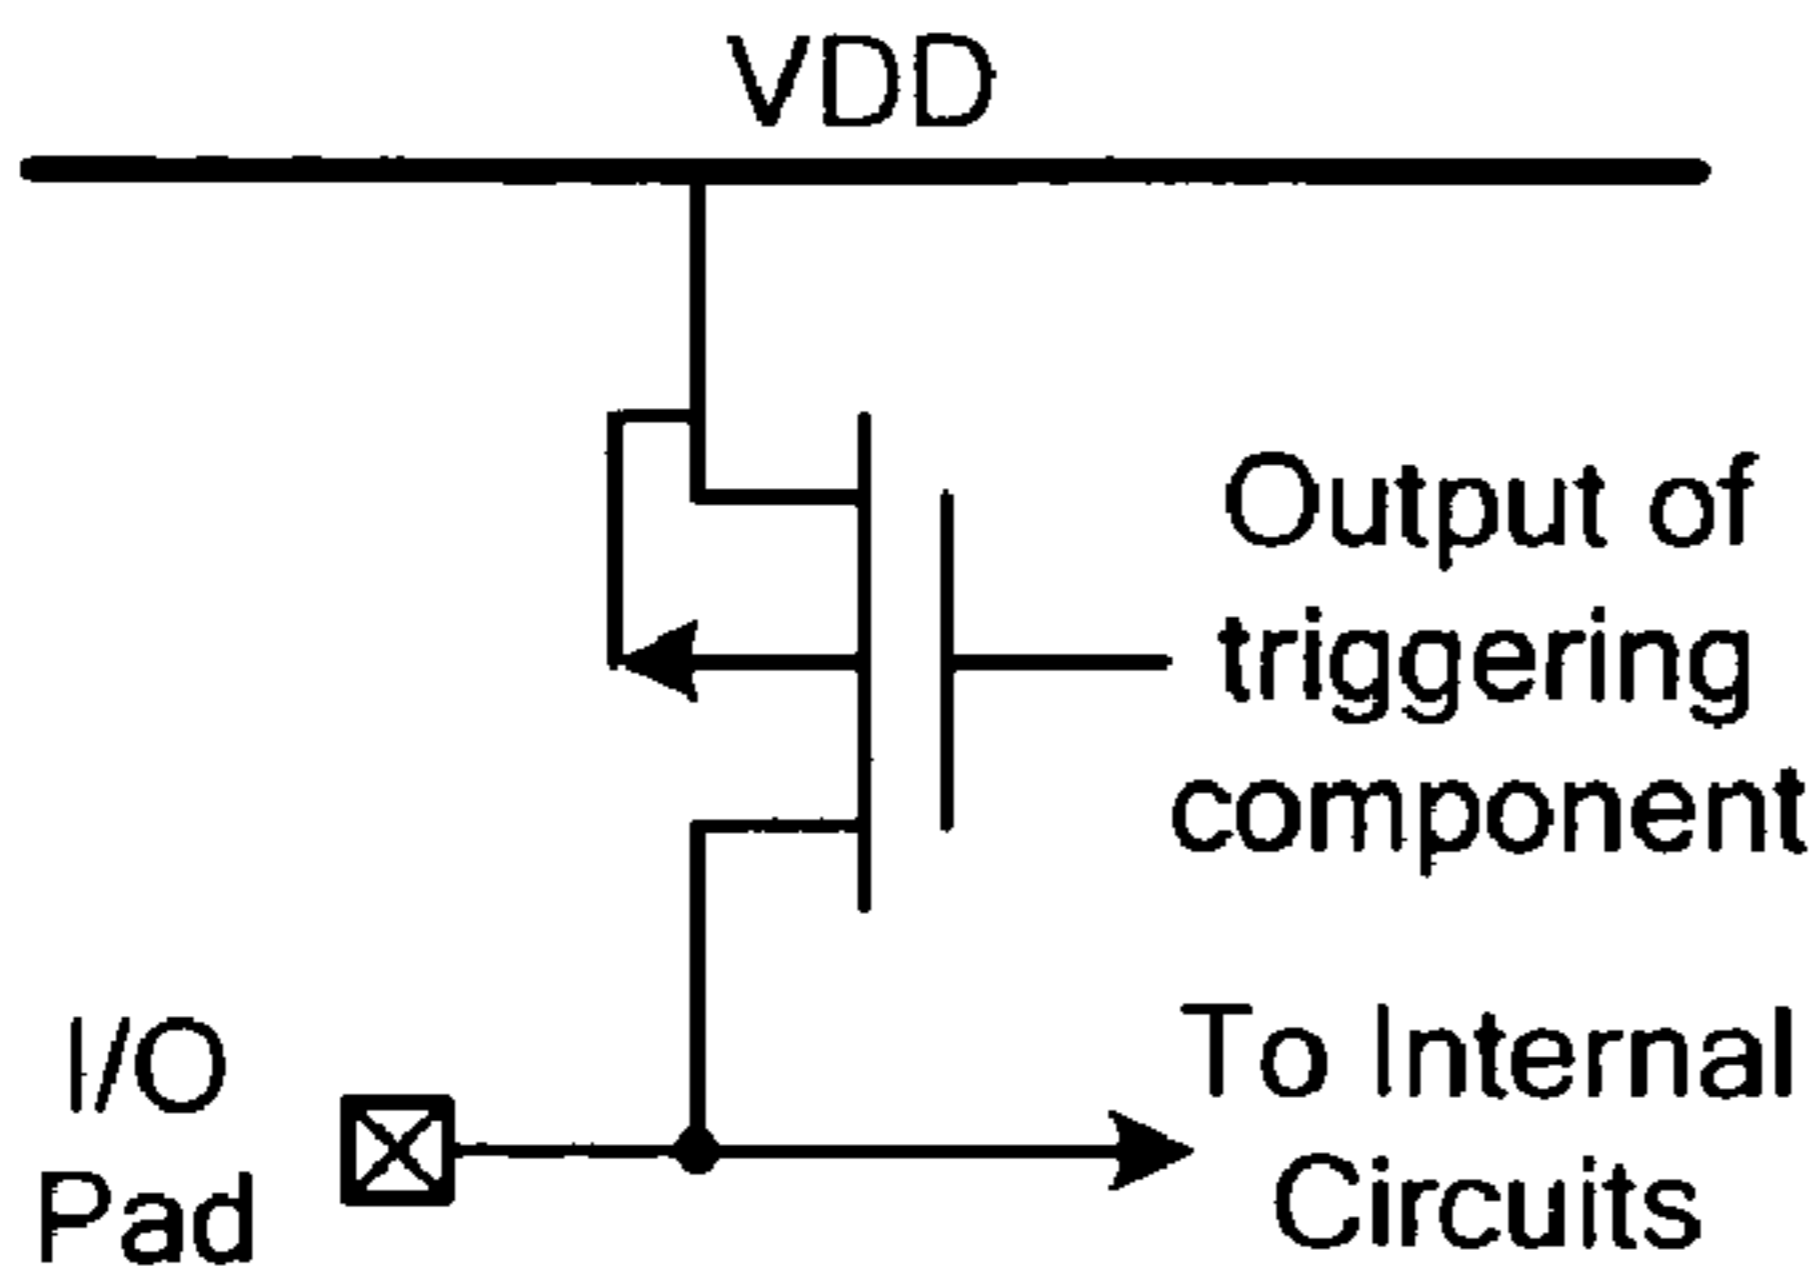 VDD
Output of
triggering
component
I/O
Pad
To Internal
Circuits